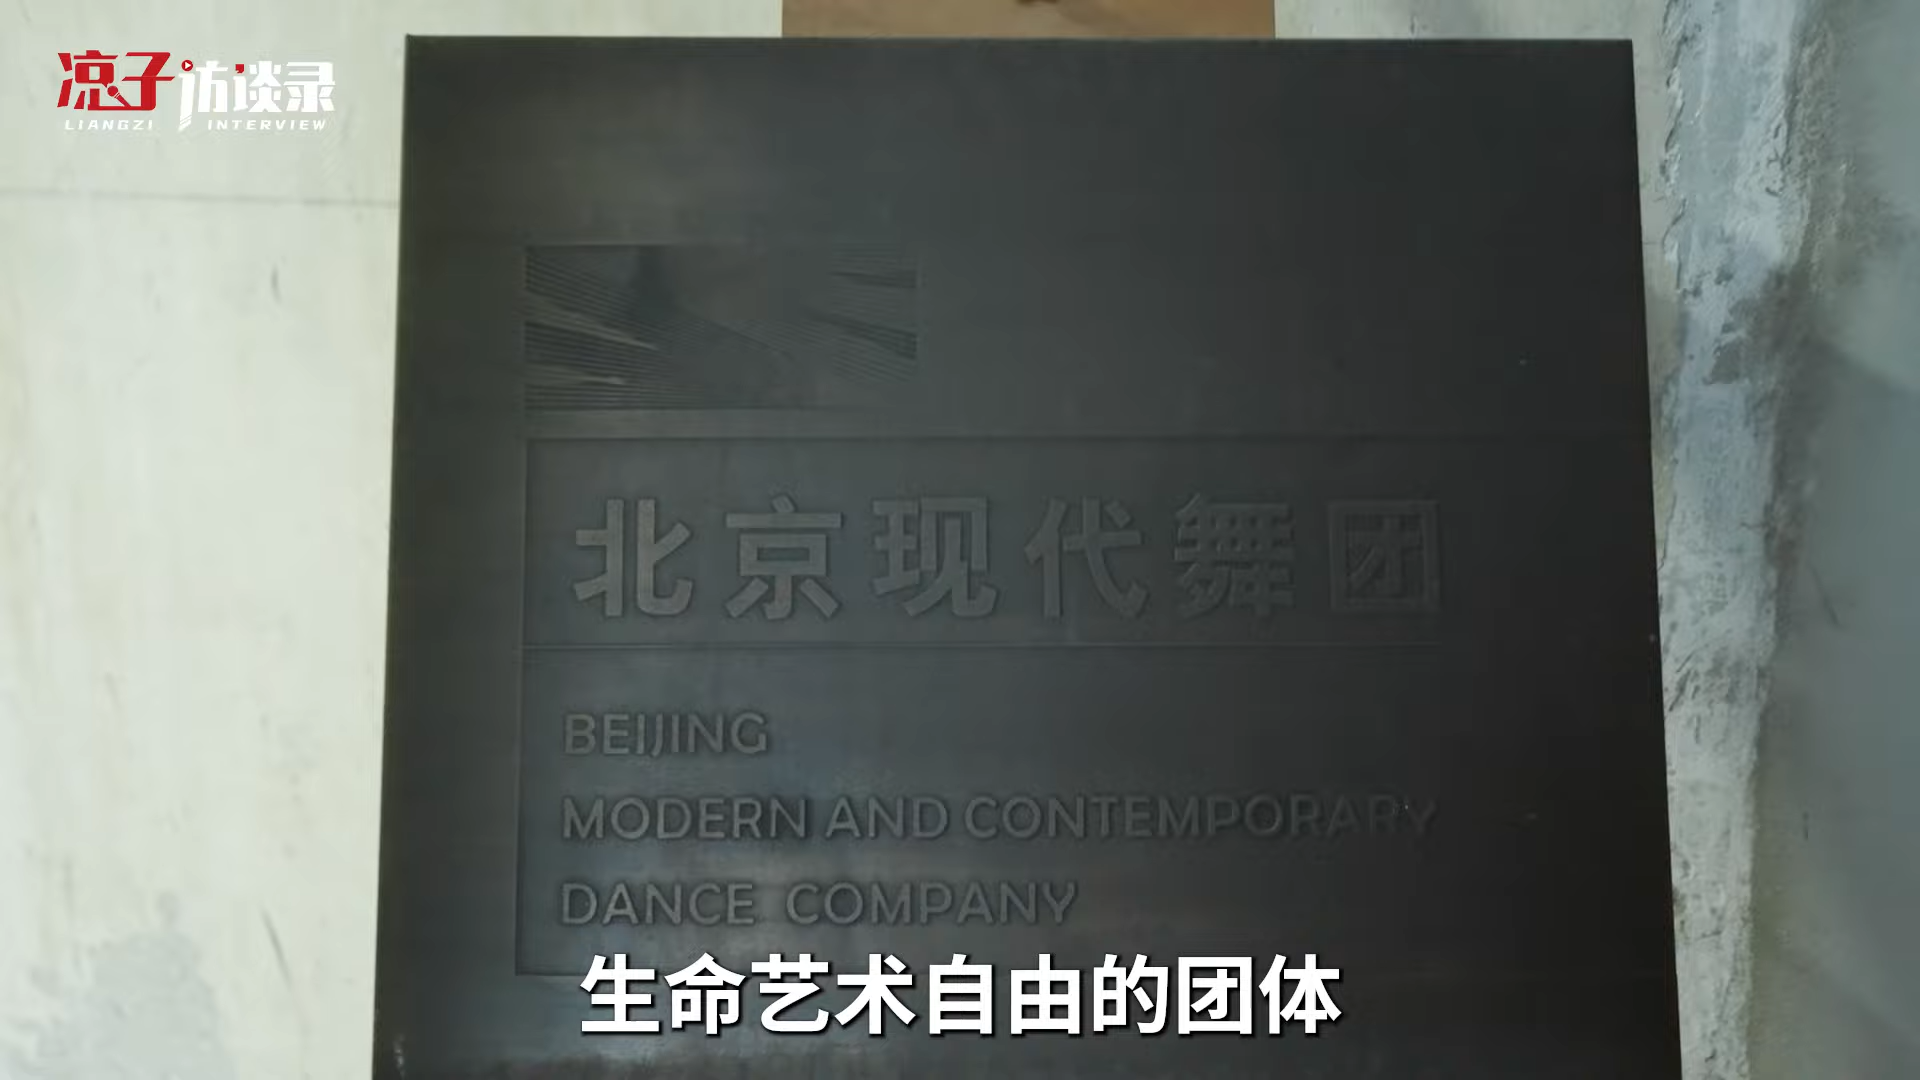 凉子访谈录
LIANGZI INTERVIEW
北京现代舞团
BEIJING
MODERN AND CONTEMPORARY
DANCE COMPANY
生命艺术自由的团体